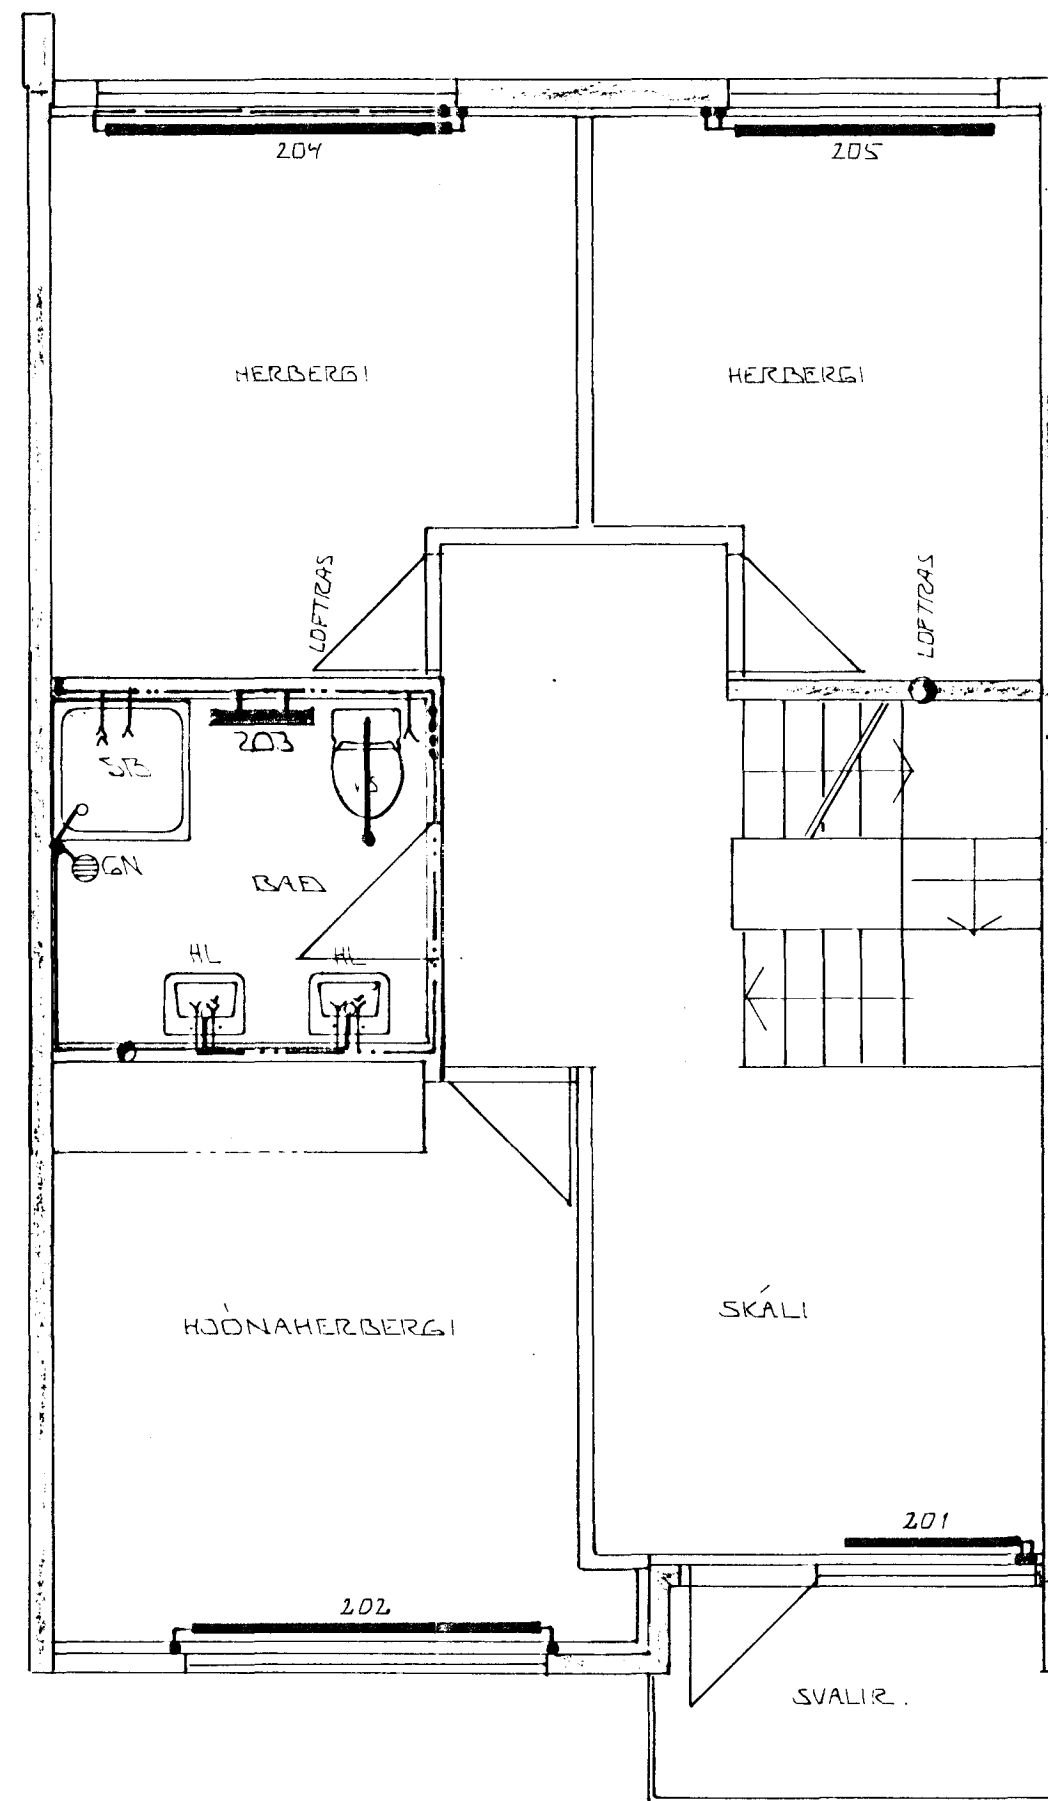 204
205
HERBERGI
HERBERGI
LOFTRAS
LOFTRAS
203
SB
GN
BAÐ
HL
HL
HJÓNAHERBERGI
SKÁLI
201
202
SVALIR.